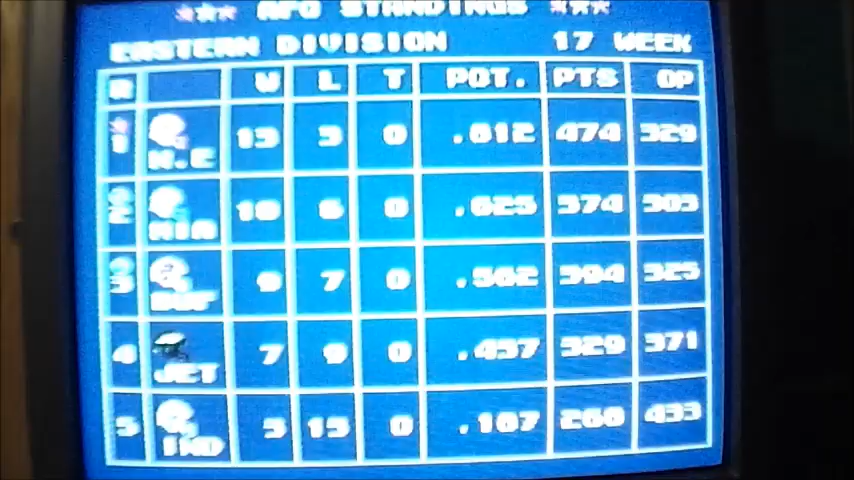 ★★★ AFC STANDINGS ★★★
EASTERN DIVISION 17 WEEK
R W L T PCT. PTS OP
★1 N.E 13 3 0 .812 474 329
2 MIA 10 6 0 .625 374 303
3 BUF 9 7 0 .562 394 325
4 JET 7 9 0 .437 329 371
5 IND 3 13 0 .187 260 433